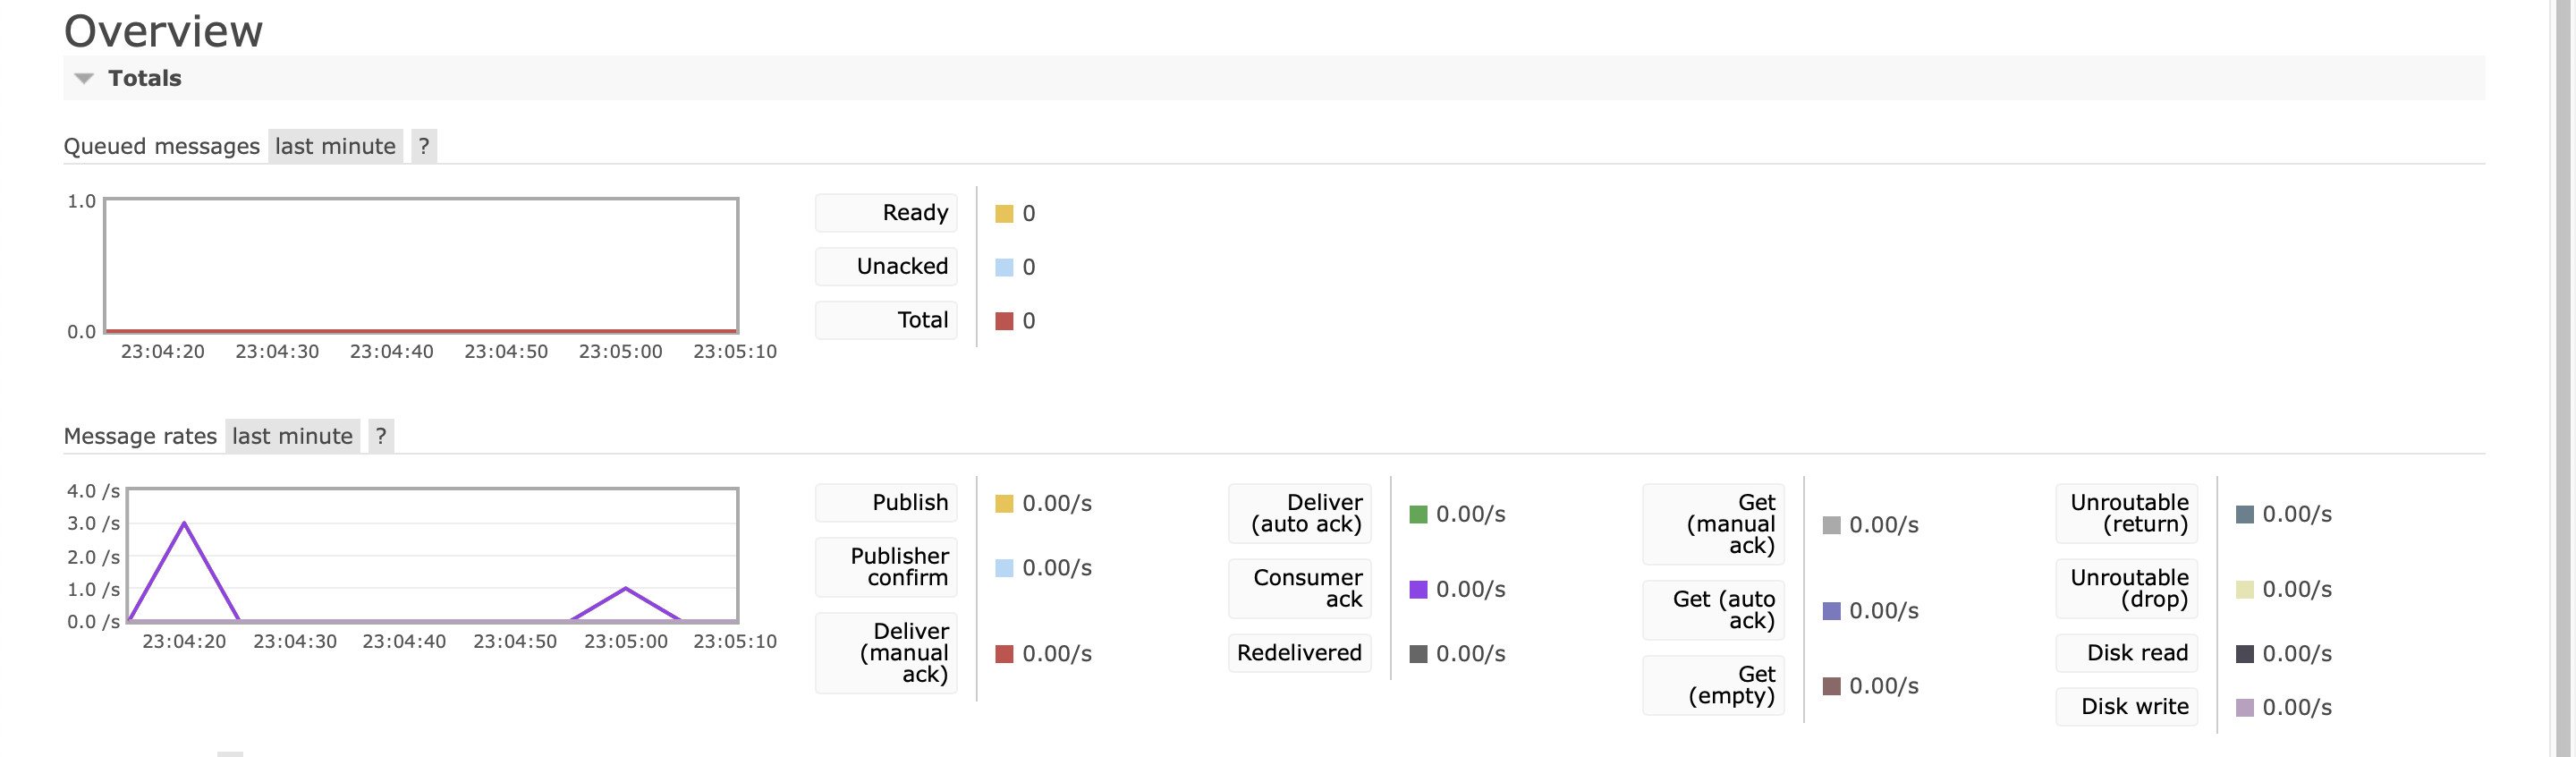 Overview
Totals
Queued messages last minute ?
1.0
0.0
23:04:20 23:04:30 23:04:40 23:04:50 23:05:00 23:05:10
Ready 0
Unacked 0
Total 0
Message rates last minute ?
4.0 /s
3.0 /s
2.0 /s
1.0 /s
0.0 /s
23:04:20 23:04:30 23:04:40 23:04:50 23:05:00 23:05:10
Publish 0.00/s
Publisher
confirm 0.00/s
Deliver
(manual
ack) 0.00/s
Deliver
(auto ack) 0.00/s
Consumer
ack 0.00/s
Redelivered 0.00/s
Get
(manual
ack) 0.00/s
Get (auto
ack) 0.00/s
Get
(empty) 0.00/s
Unroutable
(return) 0.00/s
Unroutable
(drop) 0.00/s
Disk read 0.00/s
Disk write 0.00/s